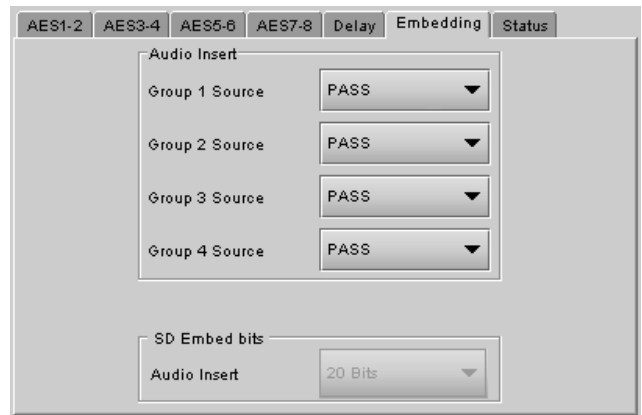 AES1-2 AES3-4 AES5-6 AES7-8 Delay Embedding Status
Audio Insert
Group 1 Source PASS
Group 2 Source PASS
Group 3 Source PASS
Group 4 Source PASS
SD Embed bits
Audio Insert 20 Bits